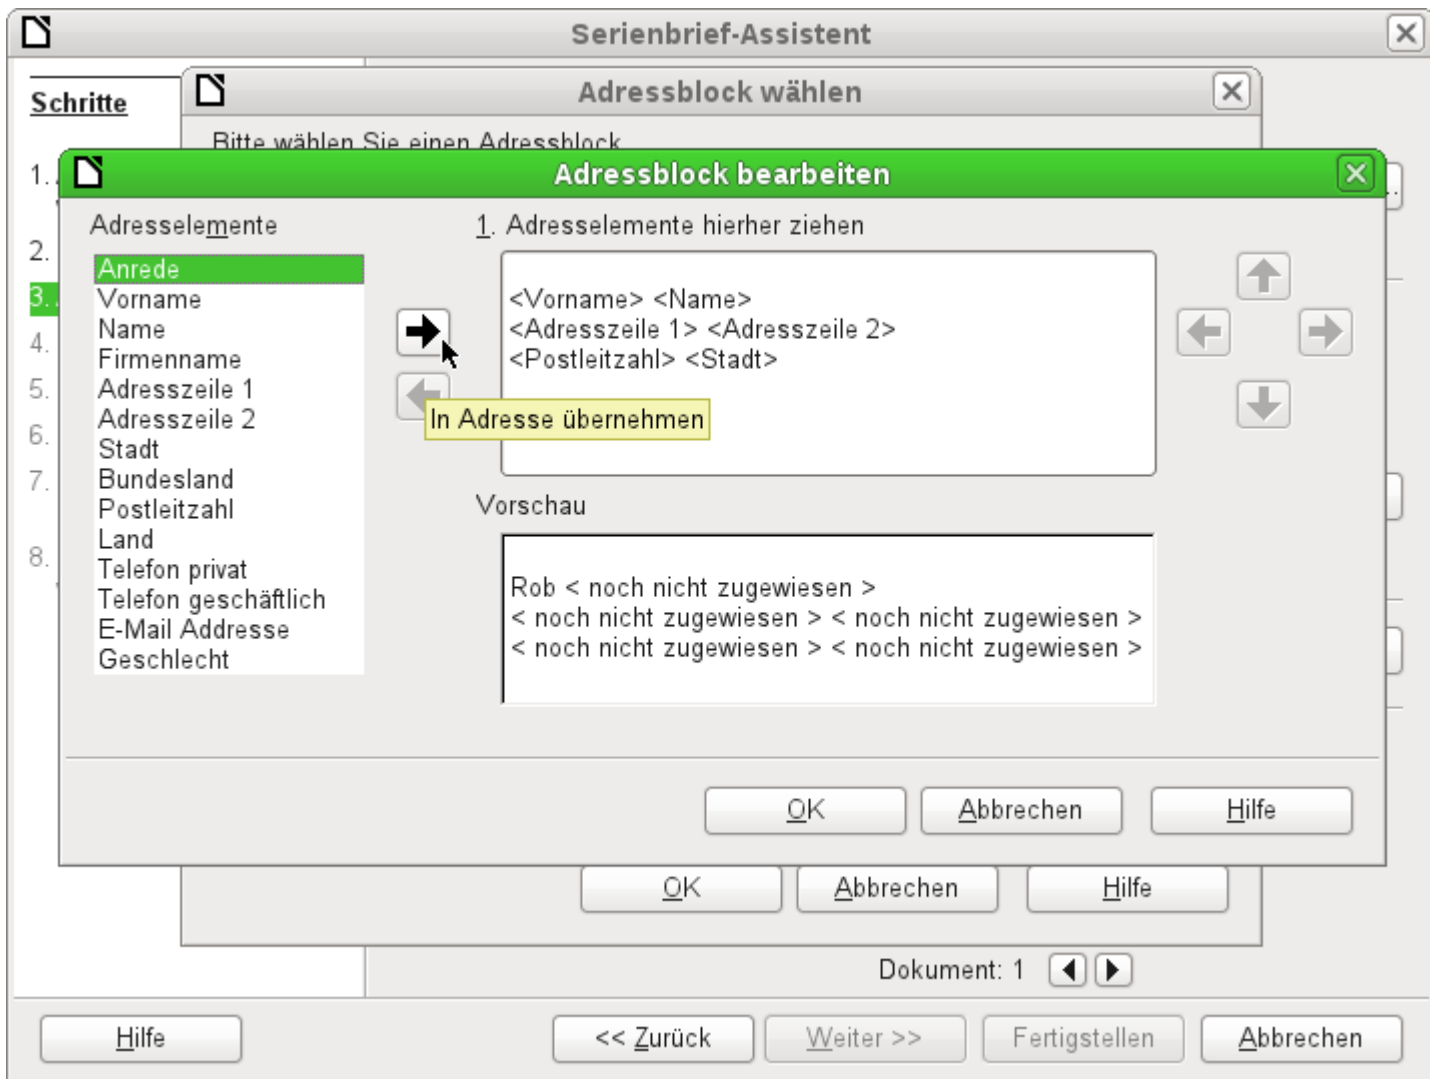 Serienbrief-Assistent
Schritte
Adressblock wählen
Bitte wählen Sie einen Adressblock
1.
2.
3.
4.
5.
6.
7.
8.
Adressblock bearbeiten
Adresselemente
Anrede
Vorname
Name
Firmenname
Adresszeile 1
Adresszeile 2
Stadt
Bundesland
Postleitzahl
Land
Telefon privat
Telefon geschäftlich
E-Mail Addresse
Geschlecht
1. Adresselemente hierher ziehen
<Vorname> <Name>
<Adresszeile 1> <Adresszeile 2>
<Postleitzahl> <Stadt>
In Adresse übernehmen
Vorschau
Rob < noch nicht zugewiesen >
< noch nicht zugewiesen > < noch nicht zugewiesen >
< noch nicht zugewiesen > < noch nicht zugewiesen >
OK Abbrechen Hilfe
OK Abbrechen Hilfe
Dokument: 1
Hilfe << Zurück Weiter >> Fertigstellen Abbrechen